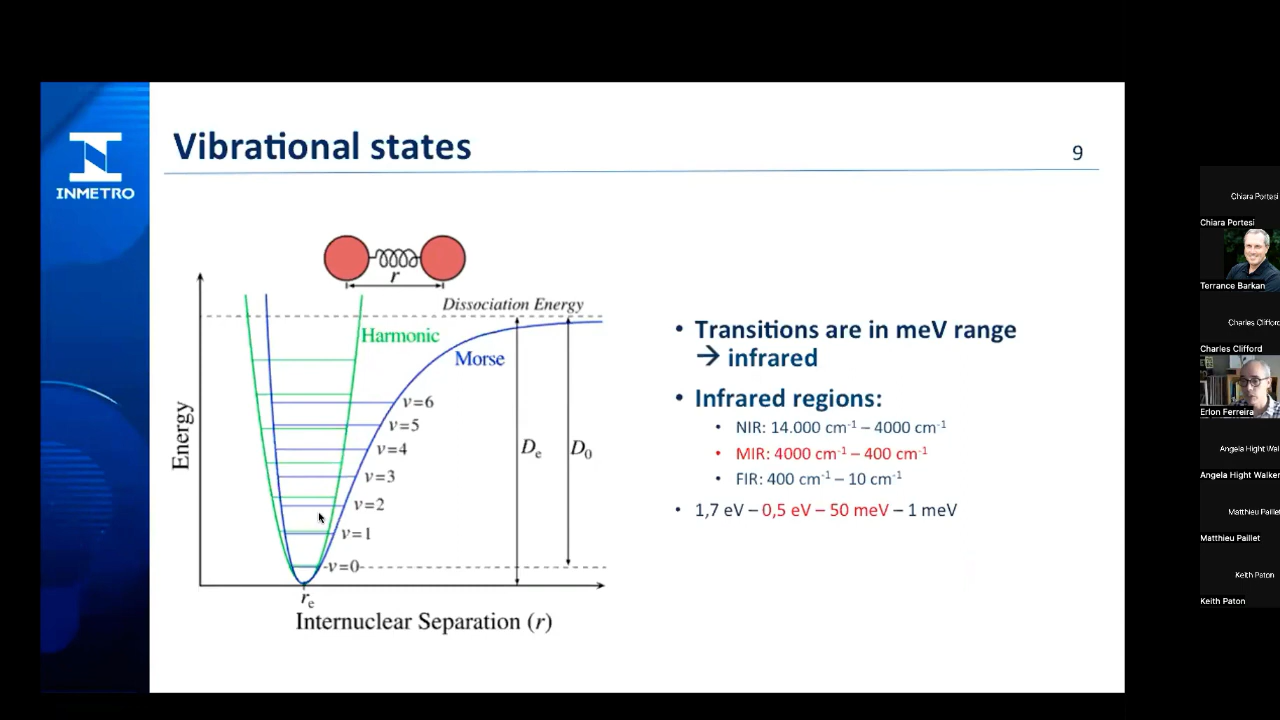 Vibrational states
9
INMETRO
r
Dissociation Energy
Harmonic
Morse
v=6
v=5
v=4
v=3
v=2
v=1
v=0
De
D0
Energy
re
Internuclear Separation (r)
• Transitions are in meV range
→ infrared
• Infrared regions:
• NIR: 14.000 cm-1 – 4000 cm-1
• MIR: 4000 cm-1 – 400 cm-1
• FIR: 400 cm-1 – 10 cm-1
• 1,7 eV – 0,5 eV – 50 meV – 1 meV
Chiara Portesi
Chiara Portesi
Terrance Barkan
Charles Clifford
Charles Clifford
Erlon Ferreira
Angela Hight Wal
Angela Hight Walker
Matthieu Paillet
Matthieu Paillet
Keith Paton
Keith Paton